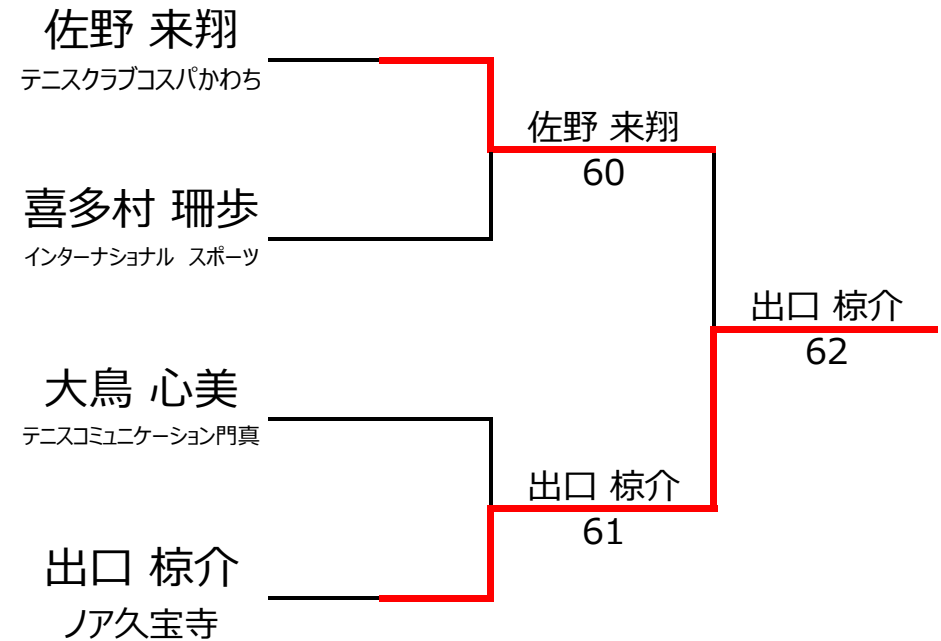 佐野 来翔
テニスクラブコスパかわち
佐野 来翔
60
喜多村 珊歩
インターナショナル スポーツ
出口 椋介
62
大鳥 心美
テニスコミュニケーション門真
出口 椋介
61
出口 椋介
ノア久宝寺